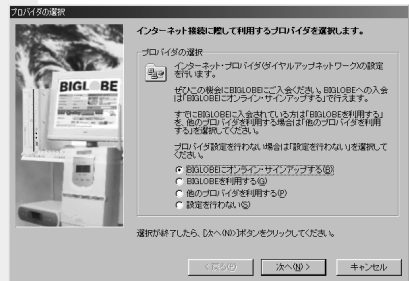 プロバイダの選択
インターネット接続に際して利用するプロバイダを選択します。
プロバイダの選択
インターネット・プロバイダ(ダイヤルアップネットワーク)の設定
を行います。
ぜひこの機会にBIGLOBEにご入会ください。BIGLOBEへの入会
は「BIGLOBEにオンライン・サインアップする」で行えます。
すでにBIGLOBEに入会されている方は「BIGLOBEを利用する」
を、他のプロバイダを利用する場合は「他のプロバイダを利用
する」を選択してください。
プロバイダ設定を行わない場合は「設定を行わない」を選択して
ください。
BIGLOBE
BIGLOBEにオンライン・サインアップする(B)
BIGLOBEを利用する(G)
他のプロバイダを利用する(P)
設定を行わない(S)
選択が終了したら、[次へ(N)>]ボタンをクリックしてください。
< 戻る(B)
次へ(N) >
キャンセル